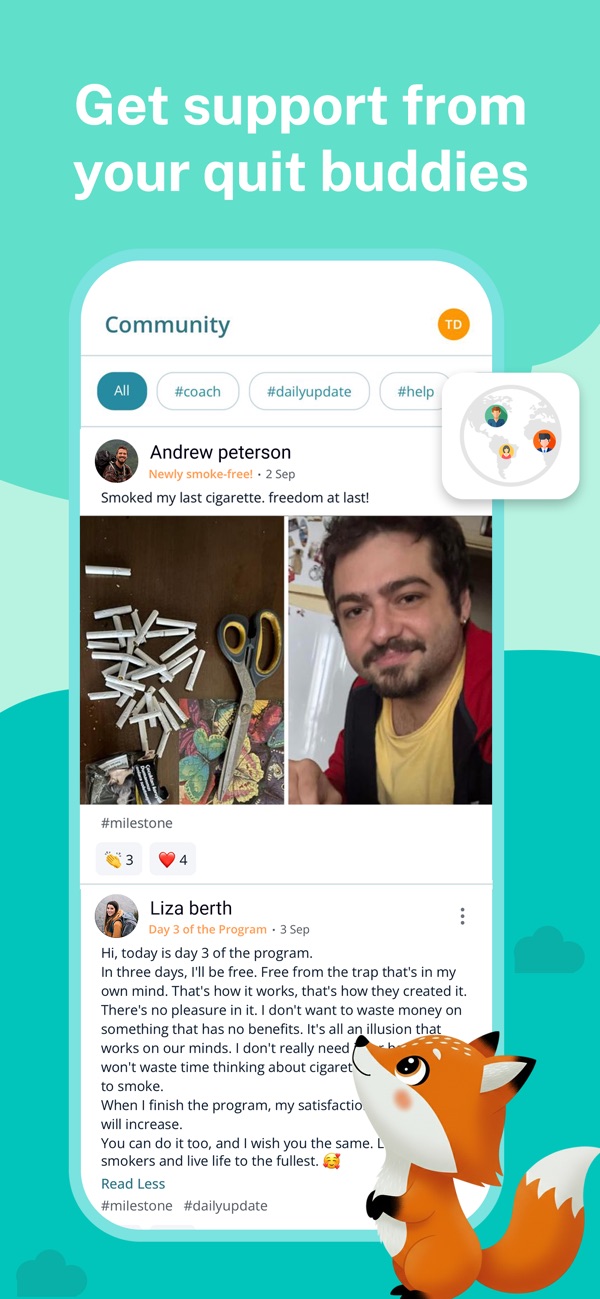 Get support from
your quit buddies
Community
TD
All
#coach
#dailyupdate
#help
Andrew peterson
Newly smoke-free! • 2 Sep
Smoked my last cigarette. freedom at last!
#milestone
👏 3
❤️ 4
Liza berth
Day 3 of the Program • 3 Sep
Hi, today is day 3 of the program.
In three days, I'll be free. Free from the trap that's in my
own mind. That's how it works, that's how they created it.
There's no pleasure in it. I don't want to waste money on
something that has no benefits. It's all an illusion that
works on our minds. I don't really need
won't waste time thinking about
to smoke.
When I finish the program, my
will increase.
You can do it too, and I wish you the same.
smokers and live life to the fullest. 🥰
Read Less
#milestone #dailyupdate